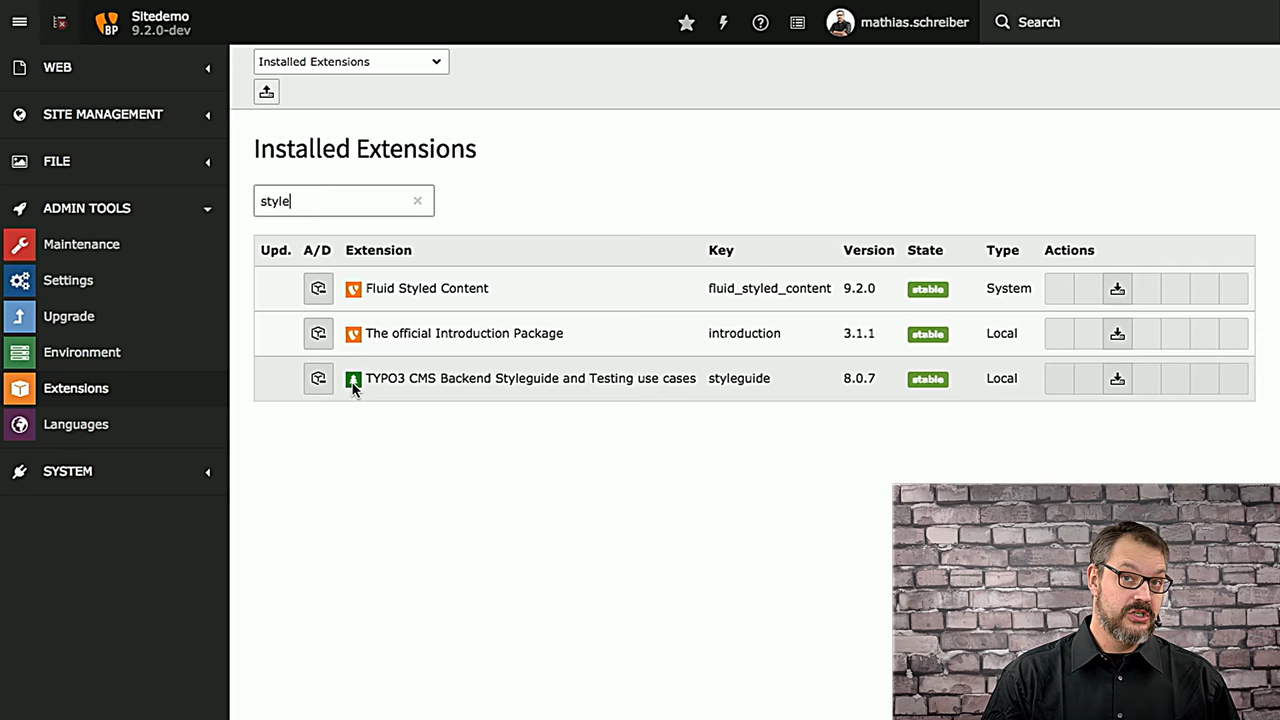 Sitedemo
9.2.0-dev
BP
mathias.schreiber
Search
WEB
SITE MANAGEMENT
FILE
ADMIN TOOLS
Maintenance
Settings
Upgrade
Environment
Extensions
Languages
SYSTEM
Installed Extensions
Installed Extensions
style
Upd. A/D Extension Key Version State Type Actions
Fluid Styled Content fluid_styled_content 9.2.0 stable System
The official Introduction Package introduction 3.1.1 stable Local
TYPO3 CMS Backend Styleguide and Testing use cases styleguide 8.0.7 stable Local